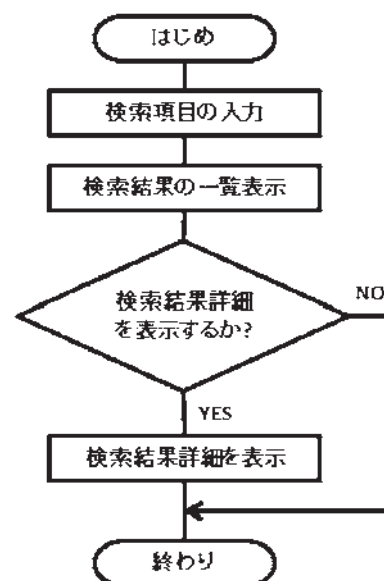 はじめ
検索項目の入力
検索結果の一覧表示
検索結果詳細
を表示するか?
NO
YES
検索結果詳細を表示
終わり